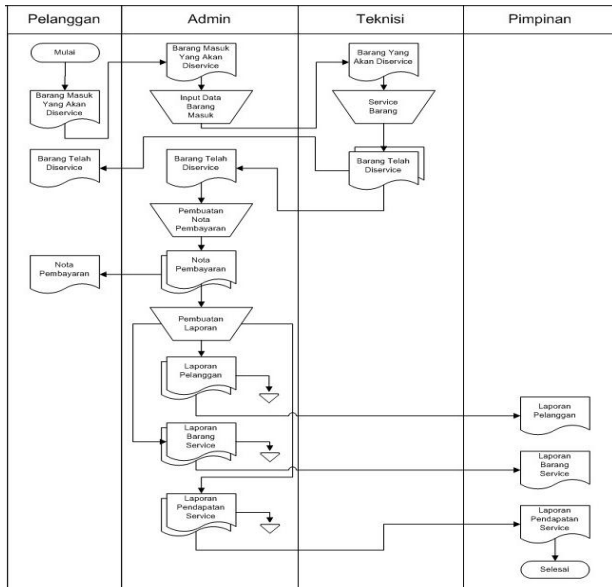 Pelanggan
Admin
Teknisi
Pimpinan
Mulai
Barang Masuk
Yang Akan
Diservice
Barang Masuk
Yang Akan
Diservice
Input Data
Barang
Masuk
Barang Yang
Akan Diservice
Service
Barang
Barang Telah
Diservice
Barang Telah
Diservice
Barang Telah
Diservice
Pembuatan
Nota
Pembayaran
Nota
Pembayaran
Nota
Pembayaran
Pembuatan
Laporan
Laporan
Pelanggan
Laporan
Pelanggan
Laporan
Barang
Service
Laporan
Barang
Service
Laporan
Pendapatan
Service
Laporan
Pendapatan
Service
Selesai